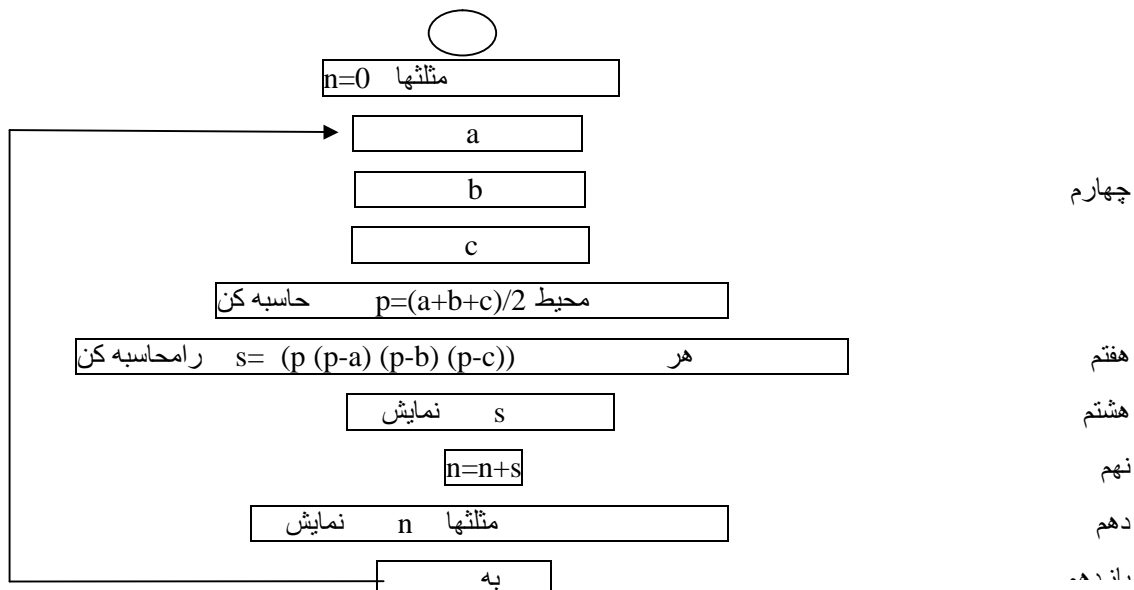 مثلثها n=0
a
چهارم b
c
محیط p=(a+b+c)/2 حاسبه کن
هفتم هر s= (p (p-a) (p-b) (p-c)) رامحاسبه کن
هشتم s نمایش
نهم n=n+s
دهم مثلثها n نمایش
به